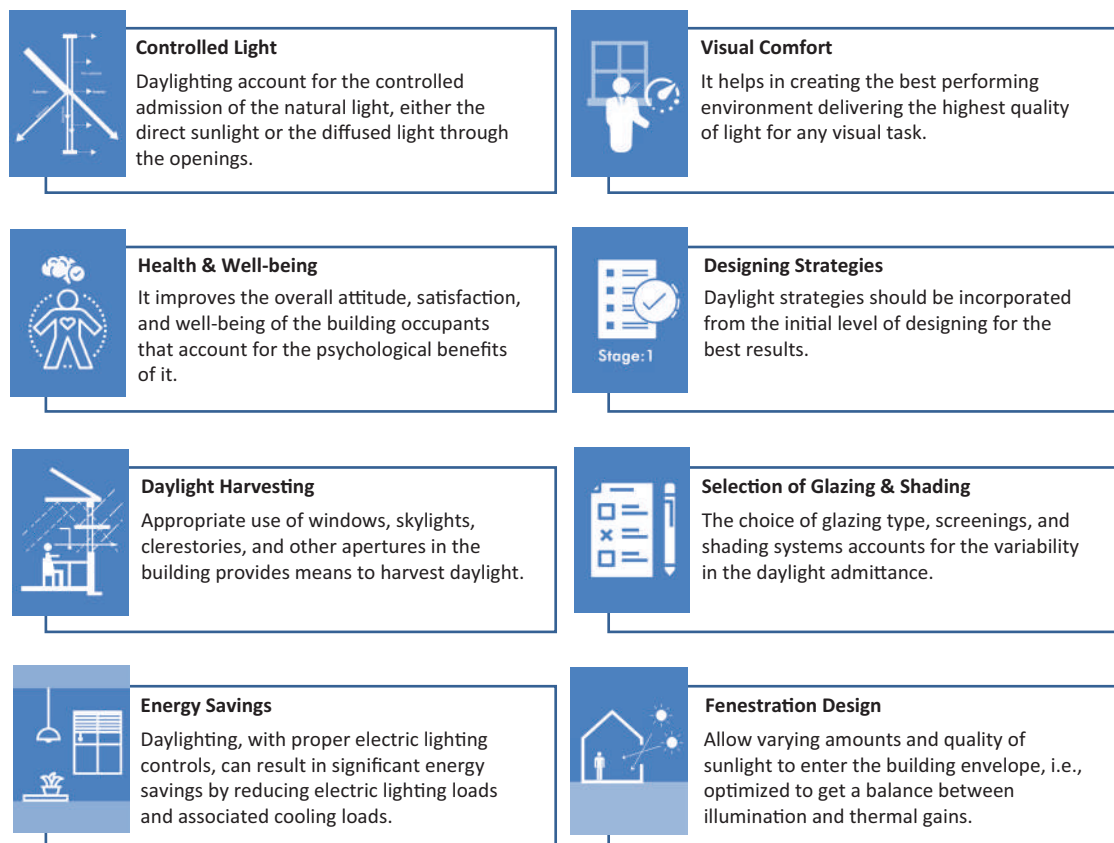 Controlled Light
Daylighting account for the controlled
admission of the natural light, either the
direct sunlight or the diffused light through
the openings.
Visual Comfort
It helps in creating the best performing
environment delivering the highest quality
of light for any visual task.
Health & Well-being
It improves the overall attitude, satisfaction,
and well-being of the building occupants
that account for the psychological benefits
of it.
Stage:1
Designing Strategies
Daylight strategies should be incorporated
from the initial level of designing for the
best results.
Daylight Harvesting
Appropriate use of windows, skylights,
clerestories, and other apertures in the
building provides means to harvest daylight.
Selection of Glazing & Shading
The choice of glazing type, screenings, and
shading systems accounts for the variability
in the daylight admittance.
Energy Savings
Daylighting, with proper electric lighting
controls, can result in significant energy
savings by reducing electric lighting loads
and associated cooling loads.
Fenestration Design
Allow varying amounts and quality of
sunlight to enter the building envelope, i.e.,
optimized to get a balance between
illumination and thermal gains.